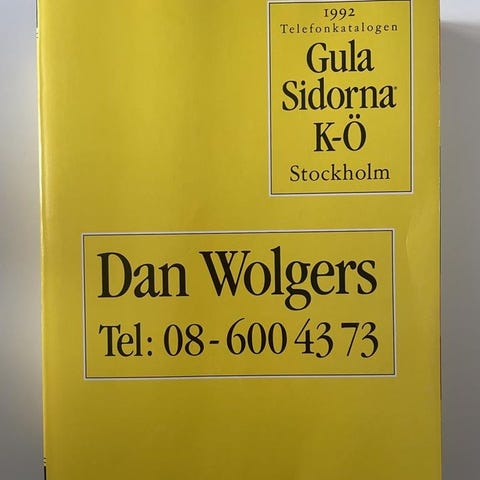 1992
Telefonkatalogen
Gula
Sidorna®
K-Ö
Stockholm
Dan Wolgers
Tel: 08-600 43 73